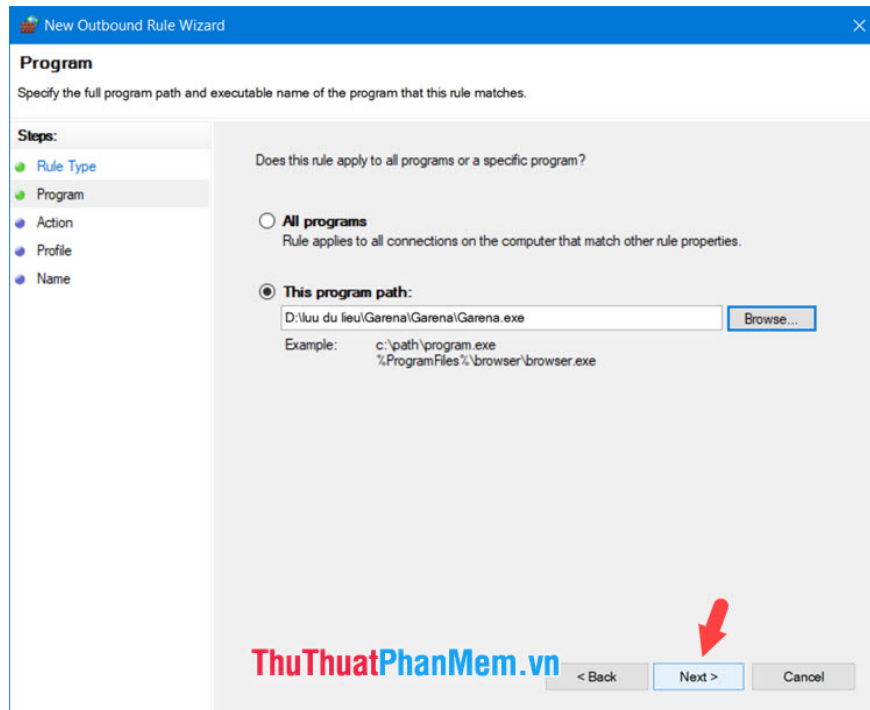 New Outbound Rule Wizard
Program
Specify the full program path and executable name of the program that this rule matches.
Steps:
Rule Type
Program
Action
Profile
Name
Does this rule apply to all programs or a specific program?
All programs
Rule applies to all connections on the computer that match other rule properties.
This program path:
D:\luu du lieu\Garena\Garena\Garena.exe
Browse...
Example: c:\path\program.exe
%ProgramFiles%\browser\browser.exe
ThuThuatPhanMem.vn
< Back Next > Cancel